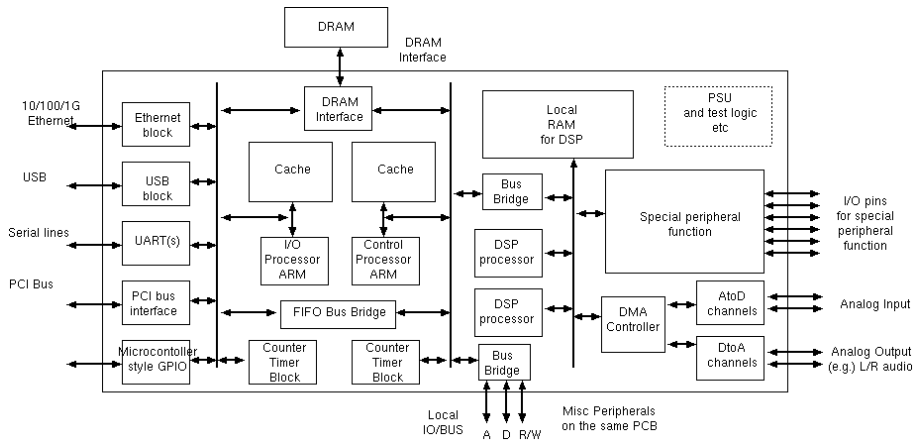 DRAM
DRAM
Interface
10/100/1G
Ethernet
Ethernet
block
DRAM
Interface
Local
RAM
for DSP
PSU
and test logic
etc
USB
USB
block
Cache
Cache
Bus
Bridge
Special peripheral
function
I/O pins
for special
peripheral
function
Serial lines
UART(s)
I/O
Processor
ARM
Control
Processor
ARM
DSP
processor
PCI Bus
PCI bus
interface
FIFO Bus Bridge
DSP
processor
DMA
Controller
AtoD
channels
Analog Input
Microcontoller
style GPIO
Counter
Timer
Block
Counter
Timer
Block
Bus
Bridge
DtoA
channels
Analog Output
(e.g.) L/R audio
Local
IO/BUS
A D R/W
Misc Peripherals
on the same PCB